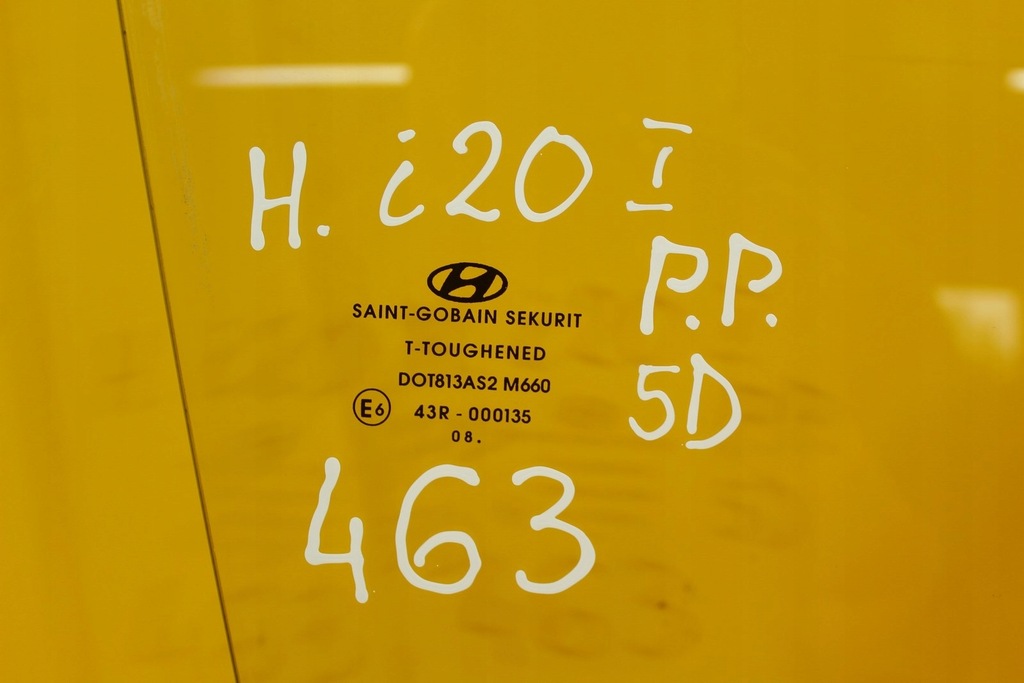 H. i20 I
P.P.
SAINT-GOBAIN SEKURIT
T-TOUGHENED
5D
DOT813AS2 M660
E6 43R - 000135
08.
463